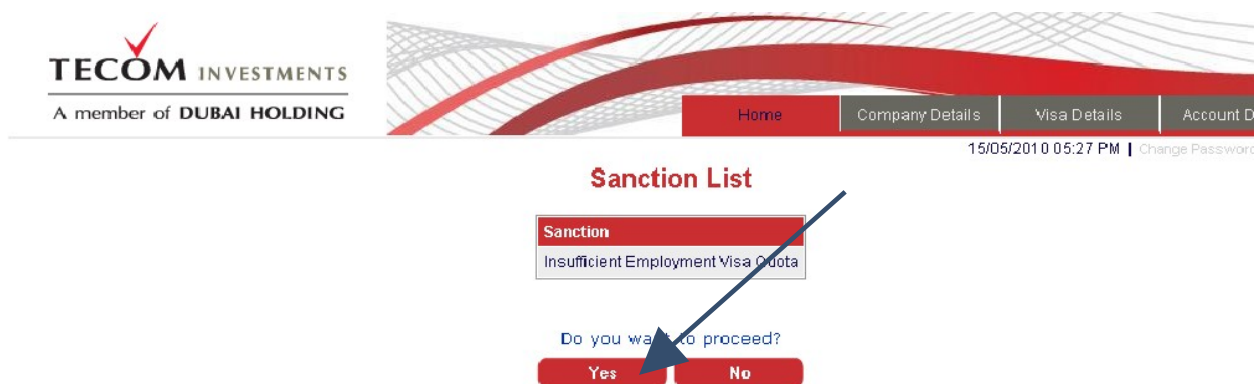 TECOM INVESTMENTS
A member of DUBAI HOLDING
Home Company Details Visa Details Account D
15/05/2010 05:27 PM | Change Password
Sanction List
Sanction
Insufficient Employment Visa Quota
Do you want to proceed?
Yes No